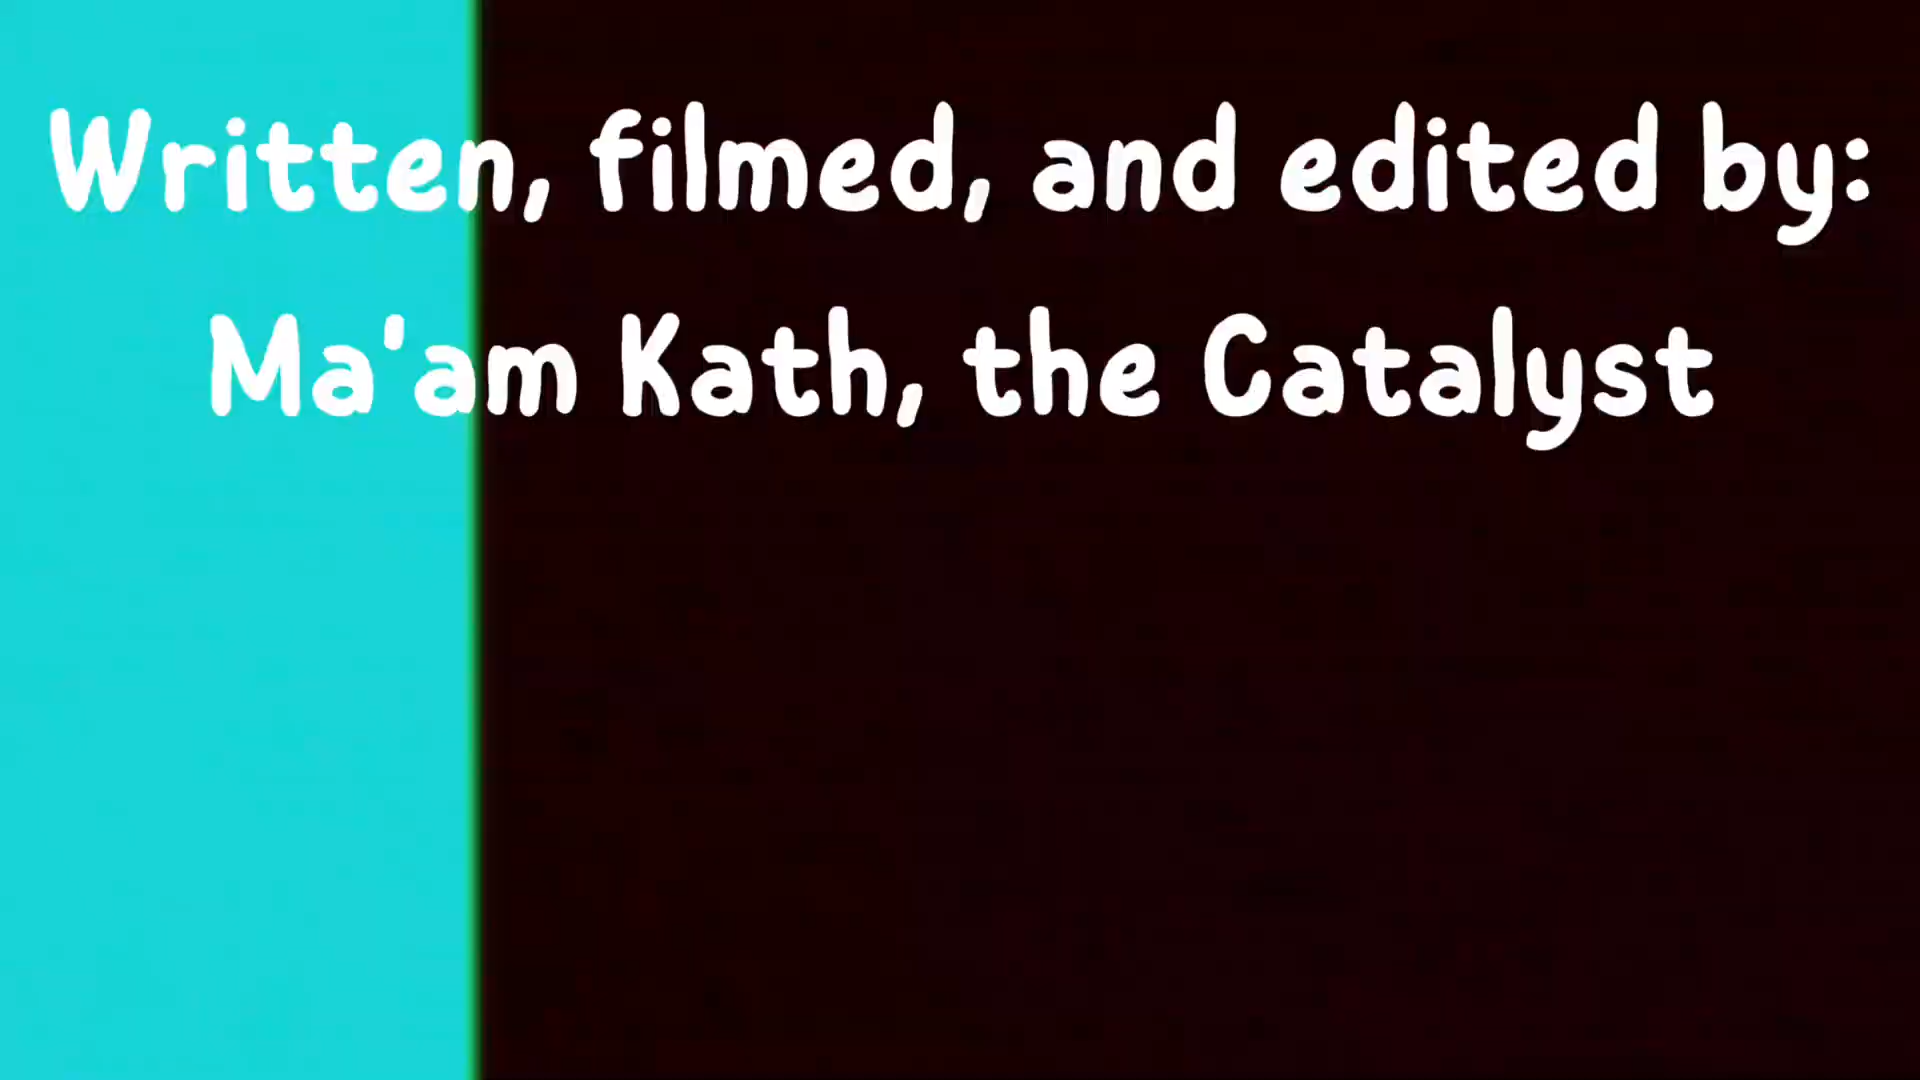 Written, filmed, and edited by:
Ma'am Kath, the Catalyst